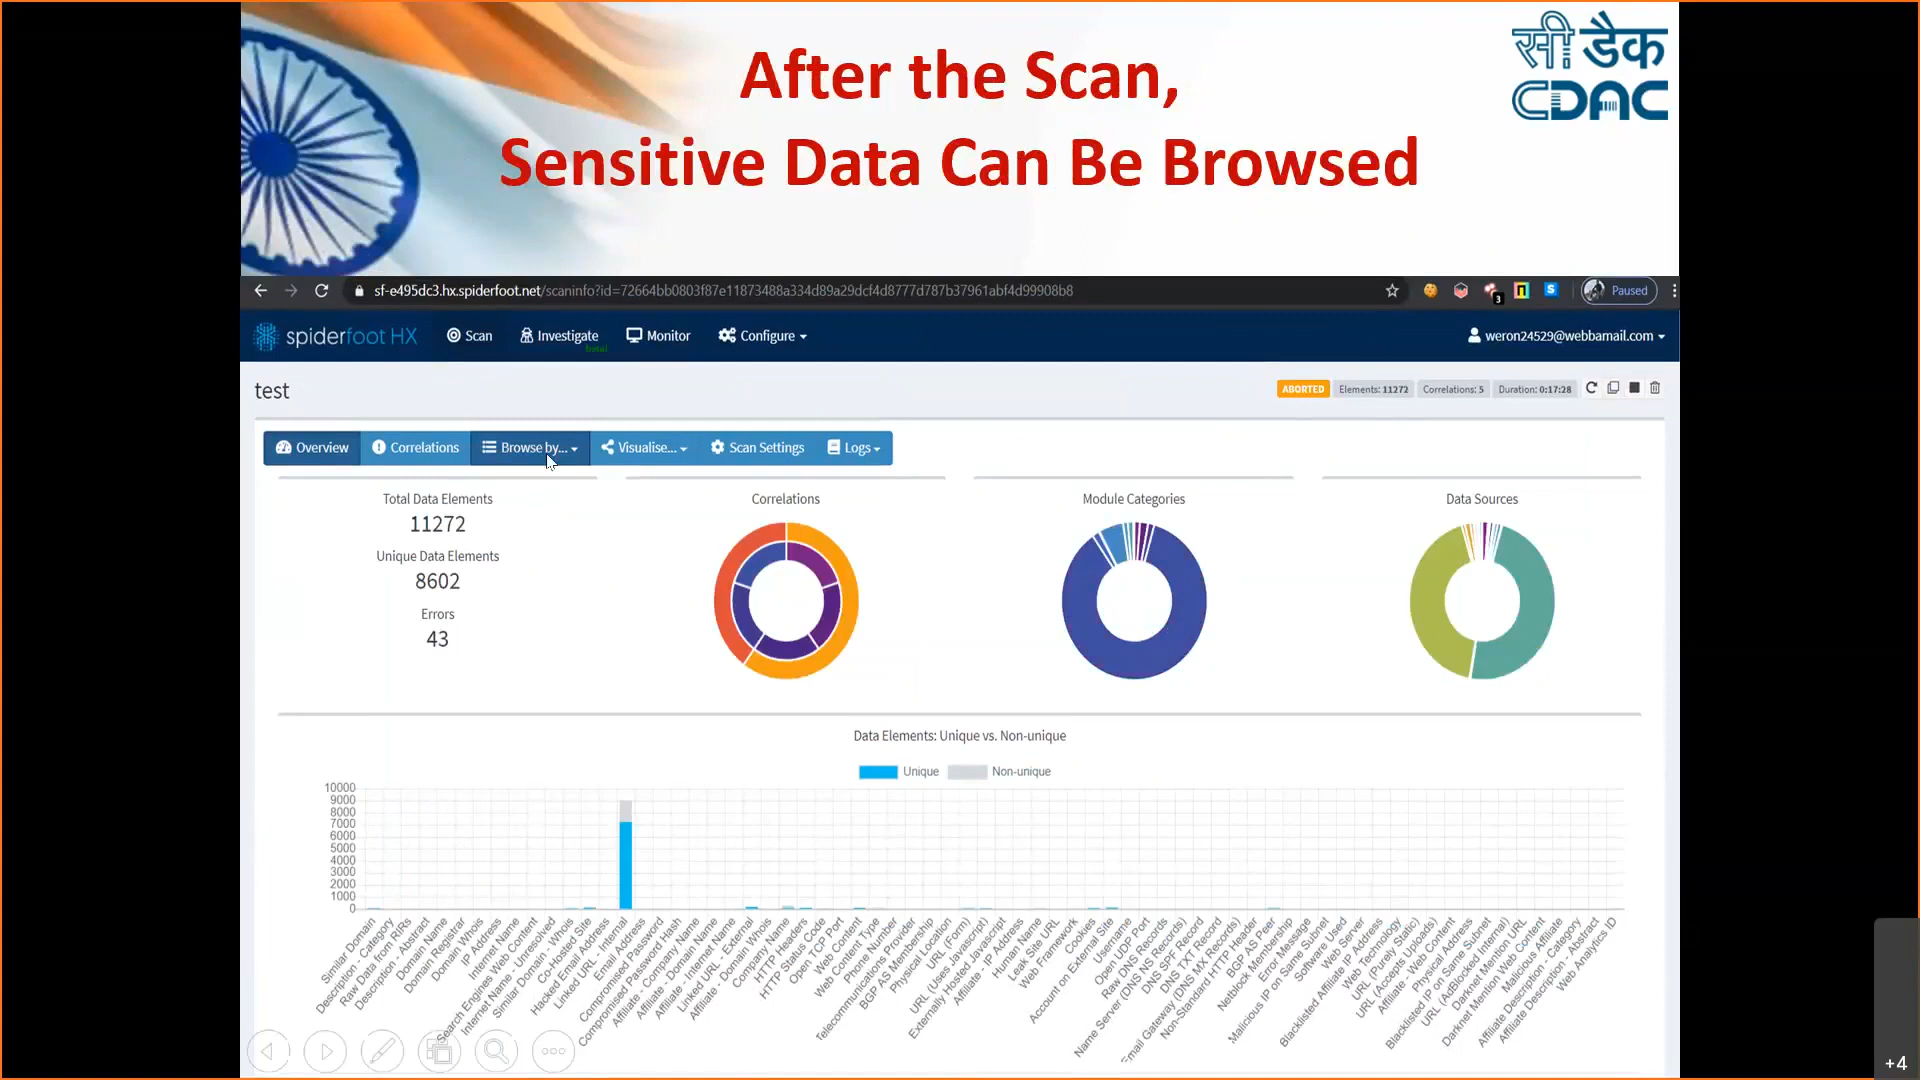 After the Scan,
Sensitive Data Can Be Browsed
सी डैक
CDAC
sf-e495dc3.hx.spiderfoot.net/scaninfo?id=72664bb0803f87e11873488a334d89a29dcf4d8777d787b37961abf4d99908b8
3
Paused
spiderfoot HX
Scan
Investigate
beta!
Monitor
Configure
weron24529@webbamail.com
test
ABORTED
Elements: 11272
Correlations: 5
Duration: 0:17:28
Overview
Correlations
Browse by...
Visualise...
Scan Settings
Logs
Total Data Elements
11272
Unique Data Elements
8602
Errors
43
Correlations
Module Categories
Data Sources
Data Elements: Unique vs. Non-unique
Unique
Non-unique
10000
9000
8000
7000
6000
5000
4000
3000
2000
1000
0
Similar Domain
Description - Category
Raw Data from RIRs
Description - Abstract
Domain Name
Domain Registrar
Domain Whois
IP Address
Internet Name
Search Engines Web Content
Internet Name - Unresolved
Similar Domain - Whois
Co-Hosted Site
Hacked Email Address
Linked URL - Internal
Email Address
Compromised Password
Compromised Password Hash
Affiliate - Company Name
Affiliate - Domain Name
Affiliate - Internet Name
Linked URL - External
Affiliate - Domain Whois
Company Name
HTTP Headers
HTTP Status Code
Open TCP Port
Web Content
Web Content Type
Phone Number
Telecommunications Provider
BGP AS Membership
Physical Location
URL (Form)
URL (Uses Javascript)
Externally Hosted Javascript
Affiliate - IP Address
Human Name
Leak Site URL
Web Framework
Cookies
Account on External Site
Username
Open UDP Port
Raw DNS Records
Name Server (DNS NS Records)
DNS SPF Record
DNS TXT Record
Email Gateway (DNS MX Records)
Non-Standard HTTP Header
BGP AS Peer
Netblock Membership
Error Message
Malicious IP on Same Subnet
Software Used
Web Server
Blacklisted Affiliate IP Address
Web Technology
URL (Purely Static)
URL (Accepts Uploads)
Affiliate - Web Content
Physical Address
Blacklisted IP on Same Subnet
URL (AdBlocked Internal)
Darknet Mention URL
Darknet Mention Web Content
Malicious Affiliate
Affiliate Description - Category
Affiliate Description - Abstract
Web Analytics ID
+4